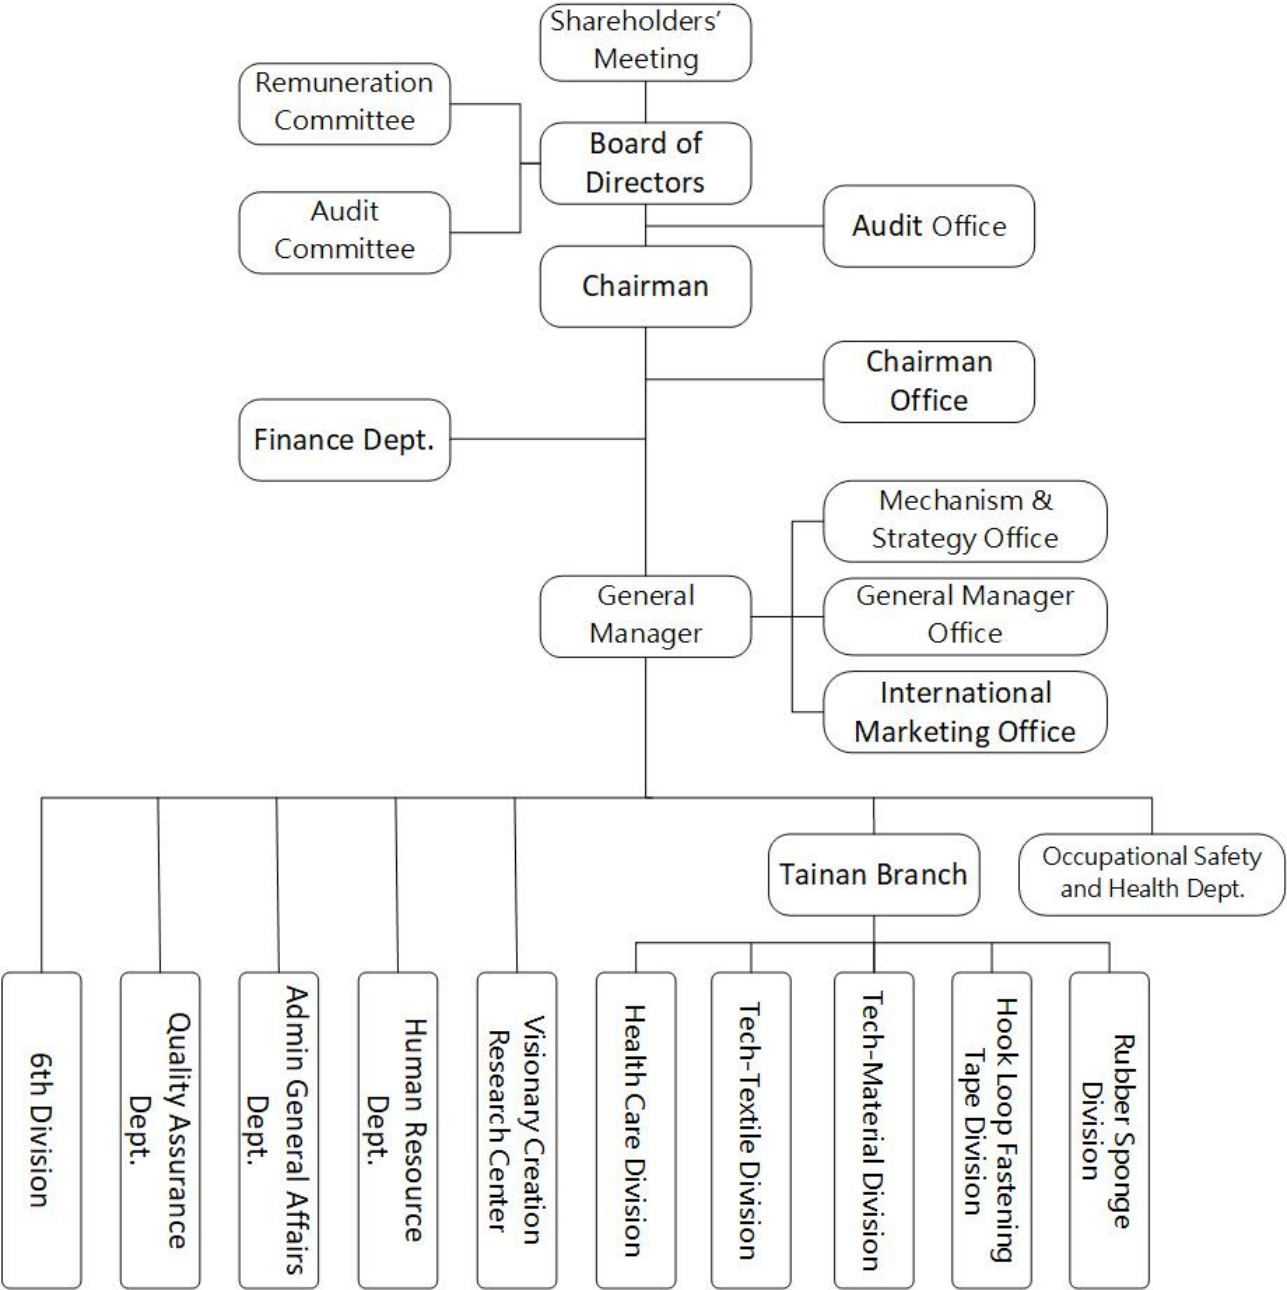 Shareholders’
Meeting
Remuneration
Committee
Board of
Directors
Audit
Committee
Audit Office
Chairman
Chairman
Office
Finance Dept.
Mechanism &
Strategy Office
General
Manager
General Manager
Office
International
Marketing Office
Tainan Branch
Occupational Safety
and Health Dept.
6th Division
Quality Assurance
Dept.
Admin General Affairs
Dept.
Human Resource
Dept.
Visionary Creation
Research Center
Health Care Division
Tech-Textile Division
Tech-Material Division
Hook Loop Fastening
Tape Division
Rubber Sponge
Division